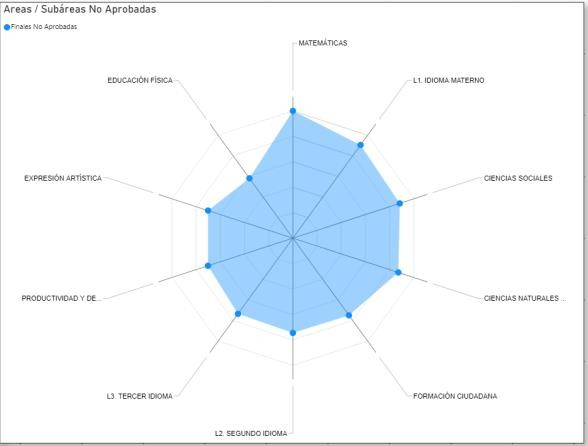 Areas / Subáreas No Aprobadas
Finales No Aprobadas
MATEMÁTICAS
EDUCACIÓN FÍSICA
L1. IDIOMA MATERNO
EXPRESIÓN ARTÍSTICA
CIENCIAS SOCIALES
PRODUCTIVIDAD Y DE...
CIENCIAS NATURALES ...
L3. TERCER IDIOMA
FORMACIÓN CIUDADANA
L2. SEGUNDO IDIOMA